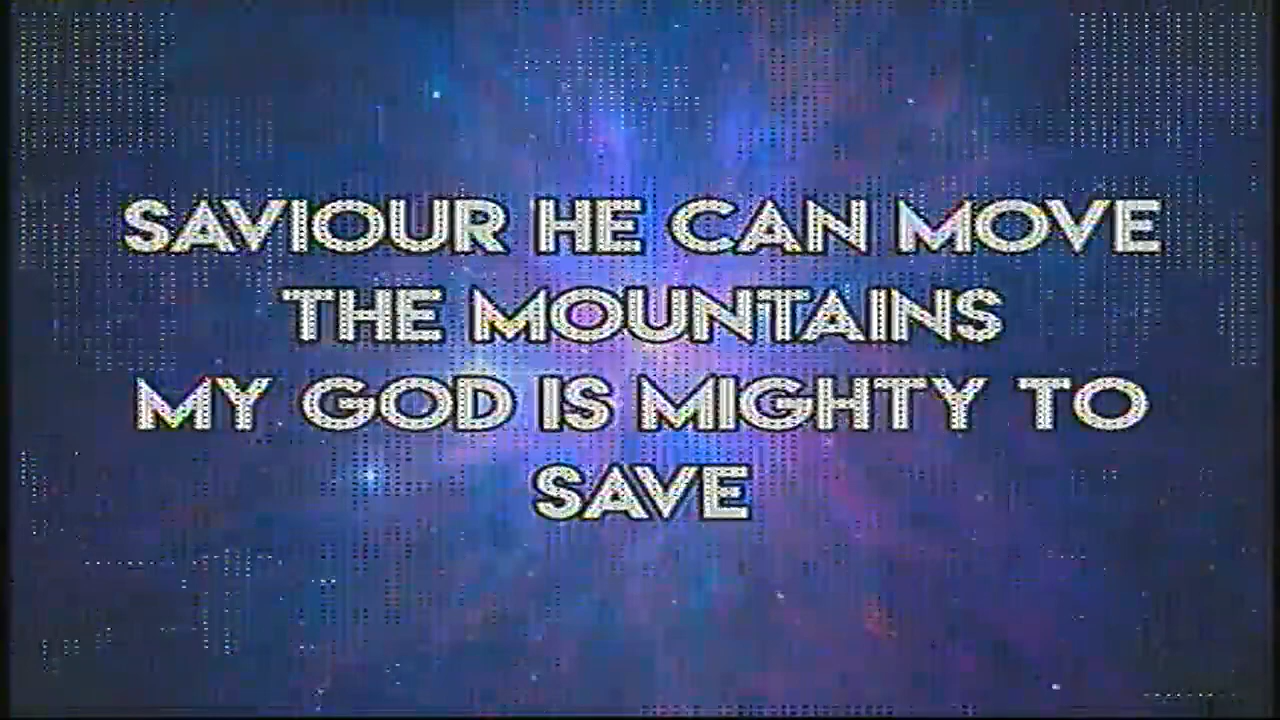 SAVIOUR HE CAN MOVE
THE MOUNTAINS
MY GOD IS MIGHTY TO
SAVE